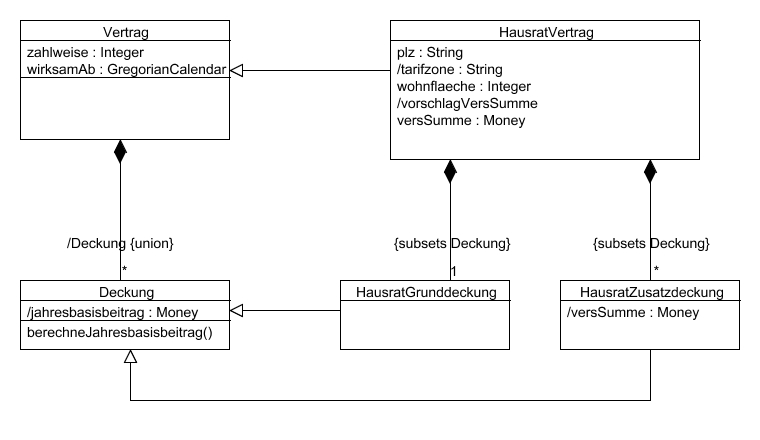 Vertrag
zahlweise : Integer
wirksamAb : GregorianCalendar
HausratVertrag
plz : String
/tarifzone : String
wohnflaeche : Integer
/vorschlagVersSumme
versSumme : Money
/Deckung {union}
*
{subsets Deckung}
1
{subsets Deckung}
*
Deckung
/jahresbasisbeitrag : Money
berechneJahresbasisbeitrag()
HausratGrunddeckung
HausratZusatzdeckung
/versSumme : Money